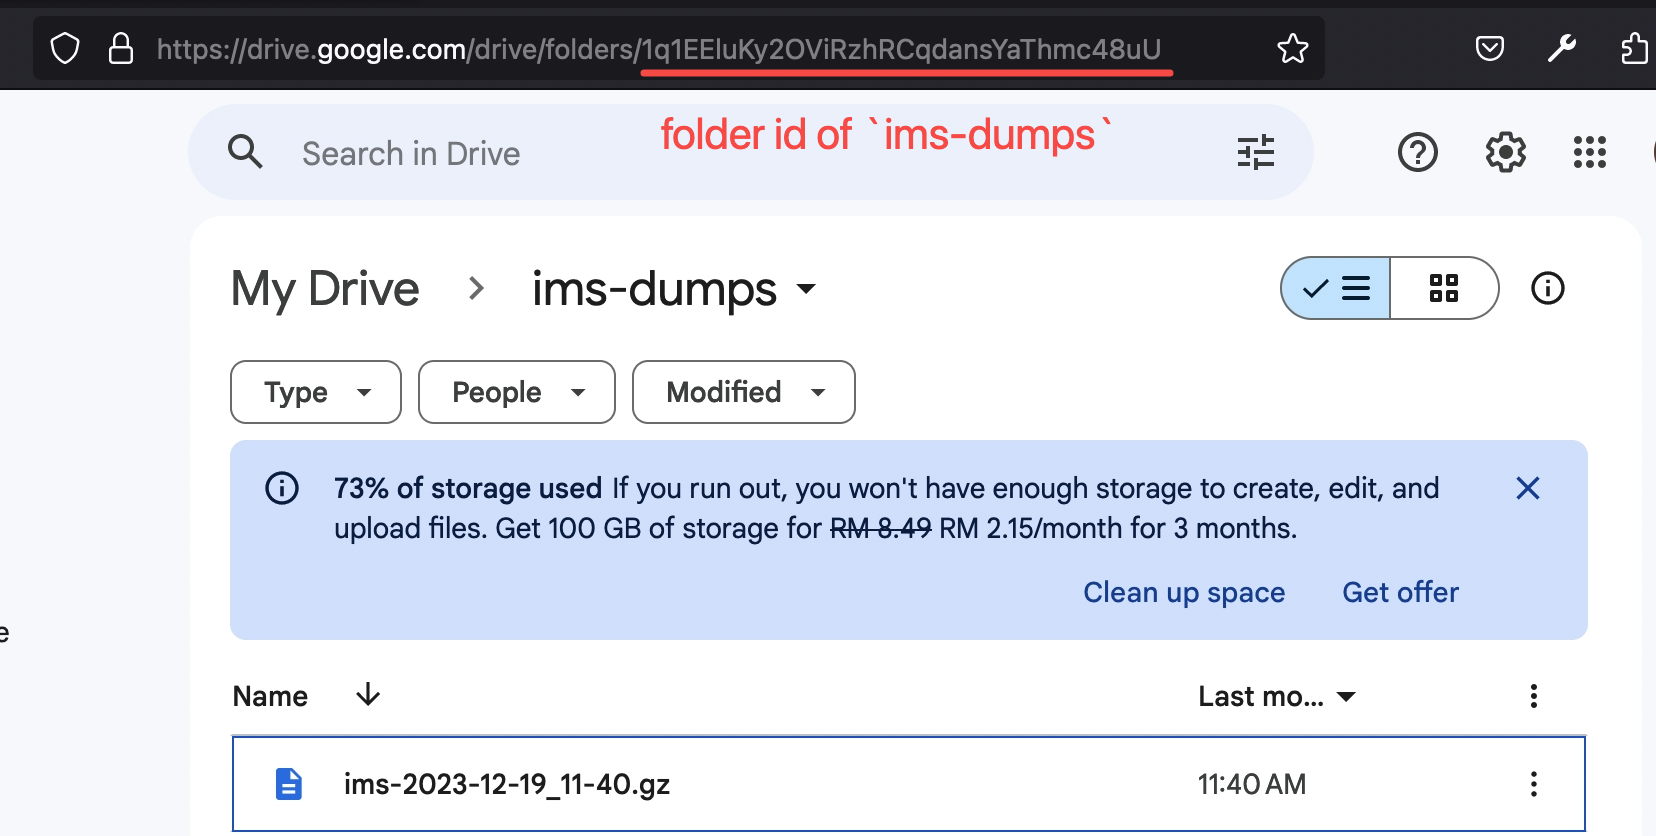 https://drive.google.com/drive/folders/1q1EEluKy2OViRzhRCqdansYaThmc48uU
Search in Drive
folder id of `ims-dumps`
My Drive > ims-dumps
Type
People
Modified
73% of storage used If you run out, you won't have enough storage to create, edit, and
upload files. Get 100 GB of storage for RM 8.49 RM 2.15/month for 3 months.
Clean up space
Get offer
e
Name
Last mo...
ims-2023-12-19_11-40.gz
11:40 AM